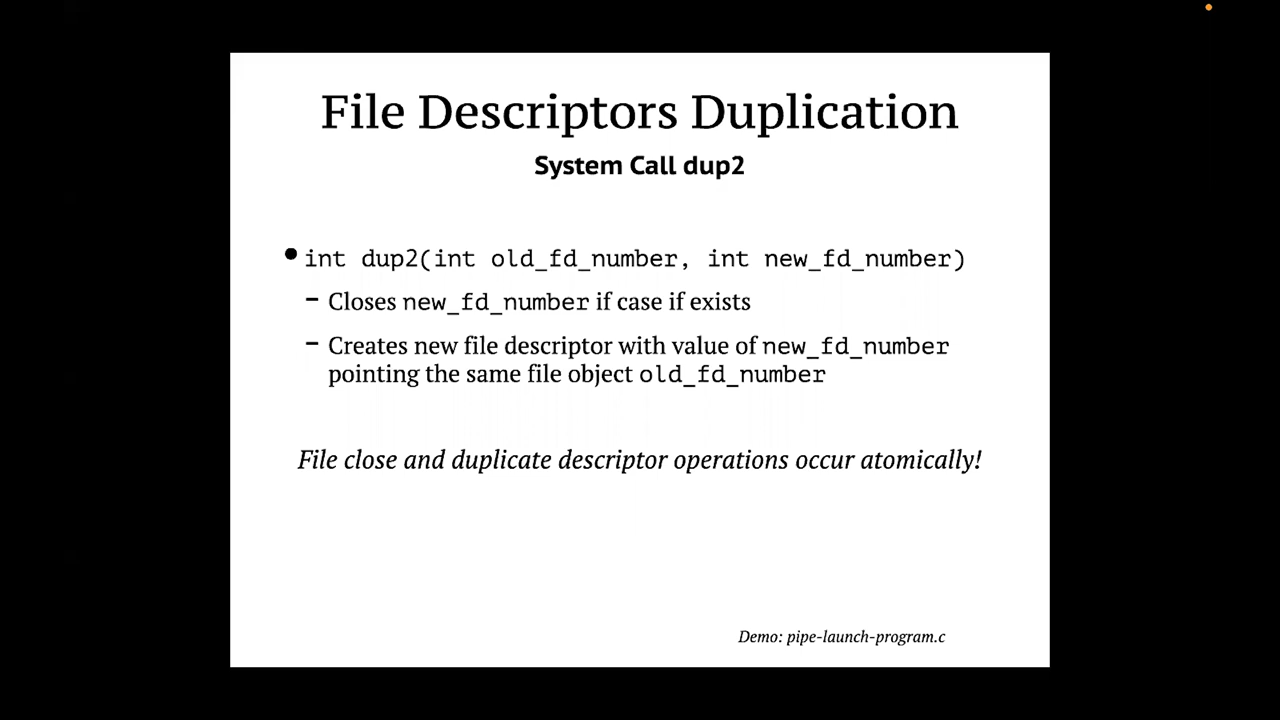 File Descriptors Duplication
System Call dup2
● int dup2(int old_fd_number, int new_fd_number)
– Closes new_fd_number if case if exists
– Creates new file descriptor with value of new_fd_number
pointing the same file object old_fd_number
File close and duplicate descriptor operations occur atomically!
Demo: pipe-launch-program.c